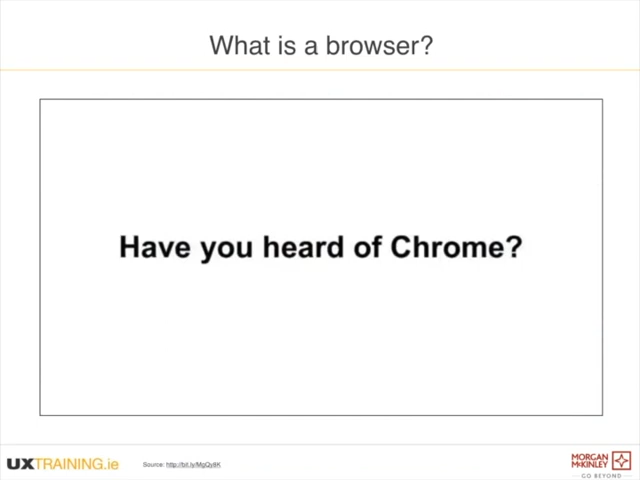 What is a browser?
Have you heard of Chrome?
UXTRAINING.ie
Source: http://bit.ly/MgQy8K
MORGAN
McKINLEY
GO BEYOND